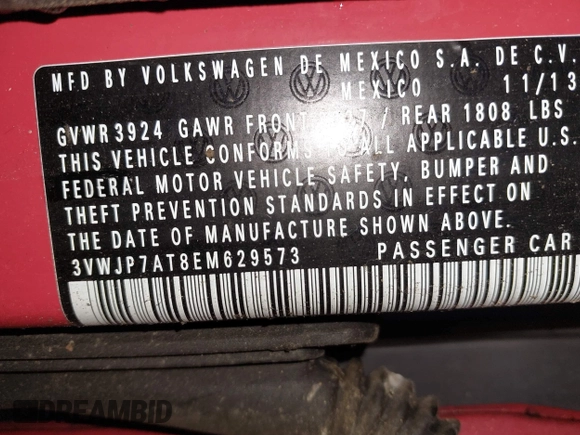 MFD BY VOLKSWAGEN DE MEXICO S.A. DE C.V.
MEXICO 11/13
GVWR 3924 GAWR FRONT / REAR 1808 LBS
THIS VEHICLE CONFORMS TO ALL APPLICABLE U.S.
FEDERAL MOTOR VEHICLE SAFETY, BUMPER AND
THEFT PREVENTION STANDARDS IN EFFECT ON
THE DATE OF MANUFACTURE SHOWN ABOVE.
3VWJP7AT8EM629573 PASSENGER CAR
DREAMBID